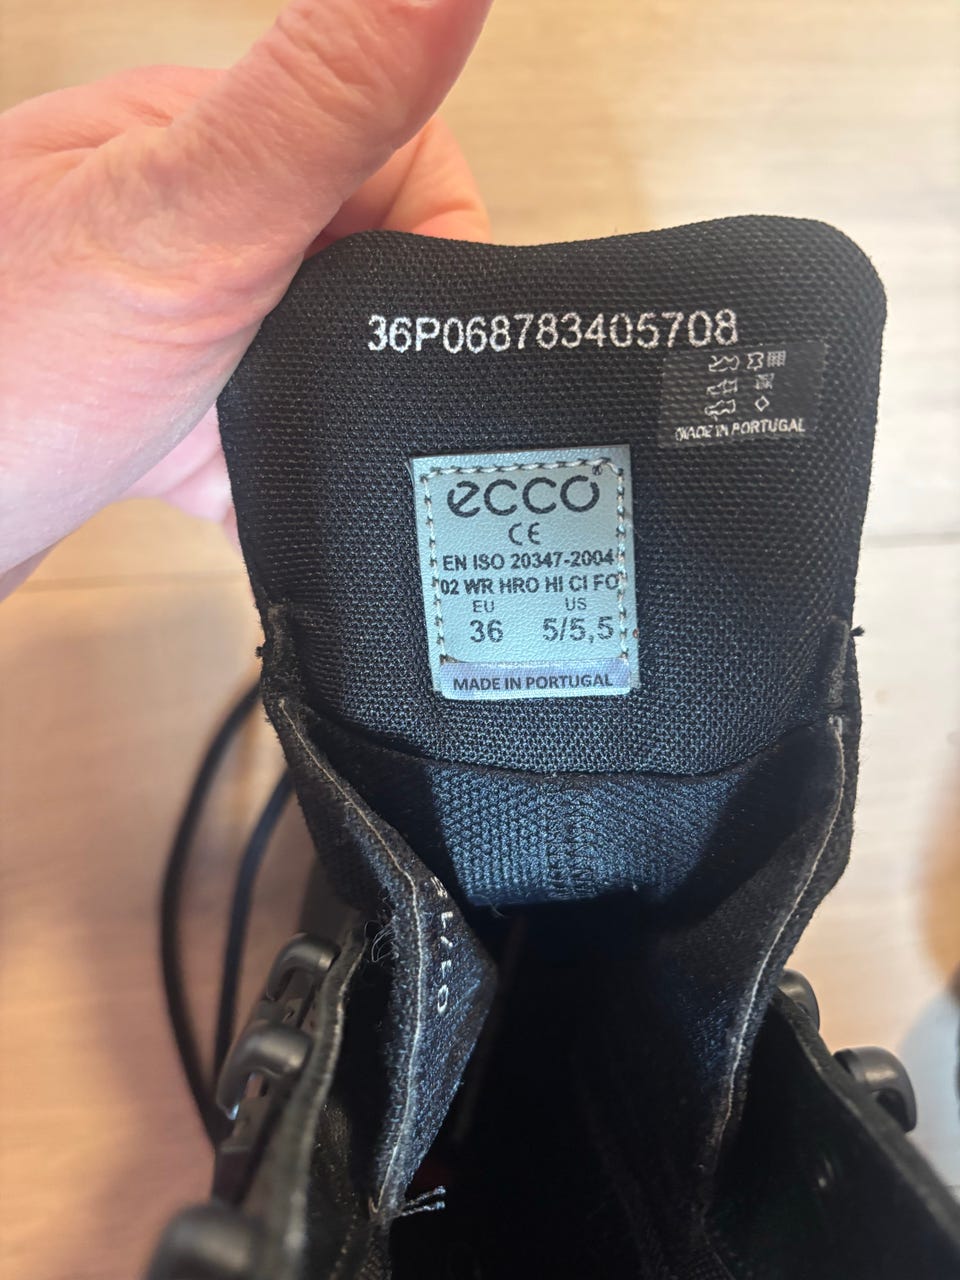 36P068783405708
MADE IN PORTUGAL
ecco®
CE
EN ISO 20347-2004
02 WR HRO HI CI FO
EU US
36 5/5,5
MADE IN PORTUGAL